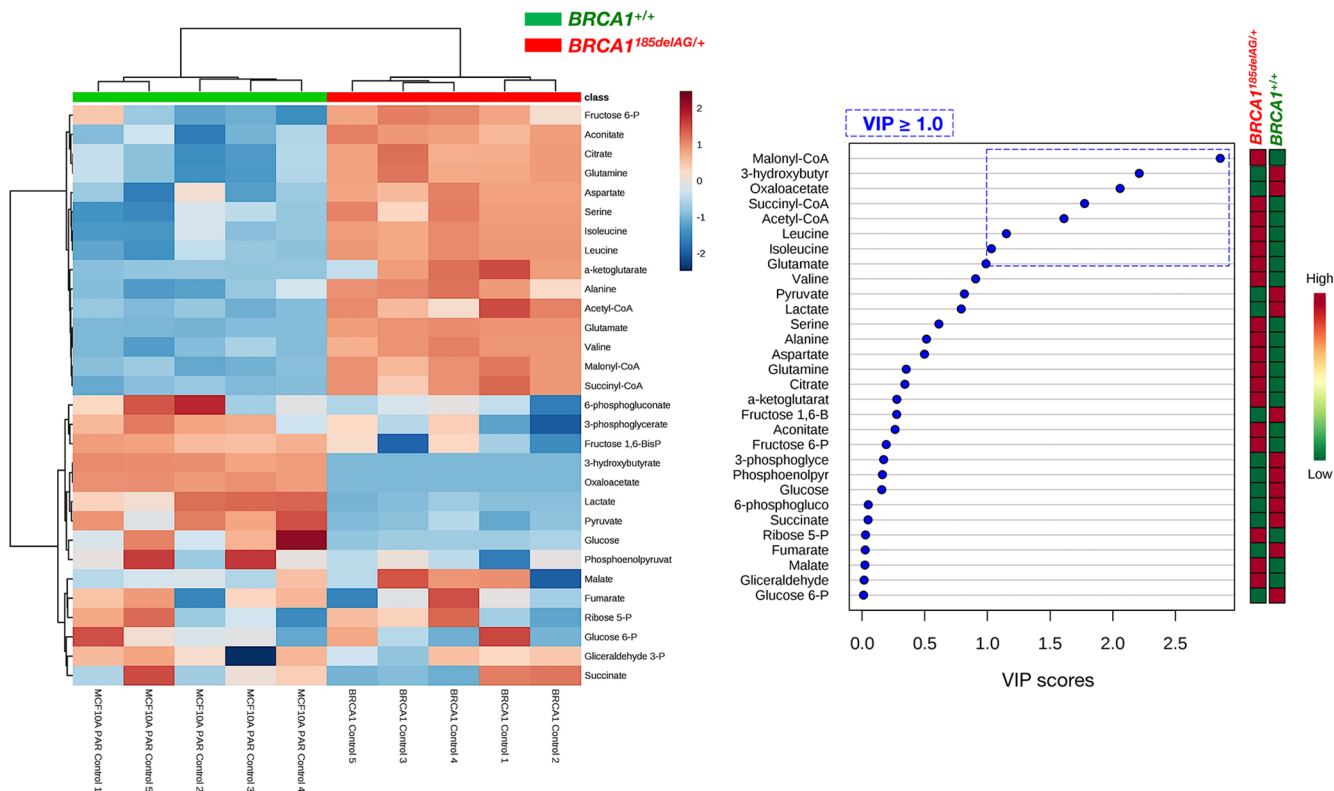 BRCA1+/+
BRCA1185delAG/+
class
Fructose 6-P
Aconitate
Citrate
Glutamine
Aspartate
Serine
Isoleucine
Leucine
a-ketoglutarate
Alanine
Acetyl-CoA
Glutamate
Valine
Malonyl-CoA
Succinyl-CoA
6-phosphogluconate
3-phosphoglycerate
Fructose 1,6-BisP
3-hydroxybutyrate
Oxaloacetate
Lactate
Pyruvate
Glucose
Phosphoenolpyruvat
Malate
Fumarate
Ribose 5-P
Glucose 6-P
Gliceraldehyde 3-P
Succinate
2
1
0
-1
-2
MCF10A PAR Control 1
MCF10A PAR Control 5
MCF10A PAR Control 2
MCF10A PAR Control 3
MCF10A PAR Control 4
BRCA1 Control 5
BRCA1 Control 3
BRCA1 Control 4
BRCA1 Control 1
BRCA1 Control 2
VIP ≥ 1.0
BRCA1185delAG/+
BRCA1+/+
Malonyl-CoA
3-hydroxybutyr
Oxaloacetate
Succinyl-CoA
Acetyl-CoA
Leucine
Isoleucine
Glutamate
Valine
Pyruvate
Lactate
Serine
Alanine
Aspartate
Glutamine
Citrate
a-ketoglutarat
Fructose 1,6-B
Aconitate
Fructose 6-P
3-phosphoglyce
Phosphoenolpyr
Glucose
6-phosphogluco
Succinate
Ribose 5-P
Fumarate
Malate
Gliceraldehyde
Glucose 6-P
0.0 0.5 1.0 1.5 2.0 2.5
VIP scores
High
Low